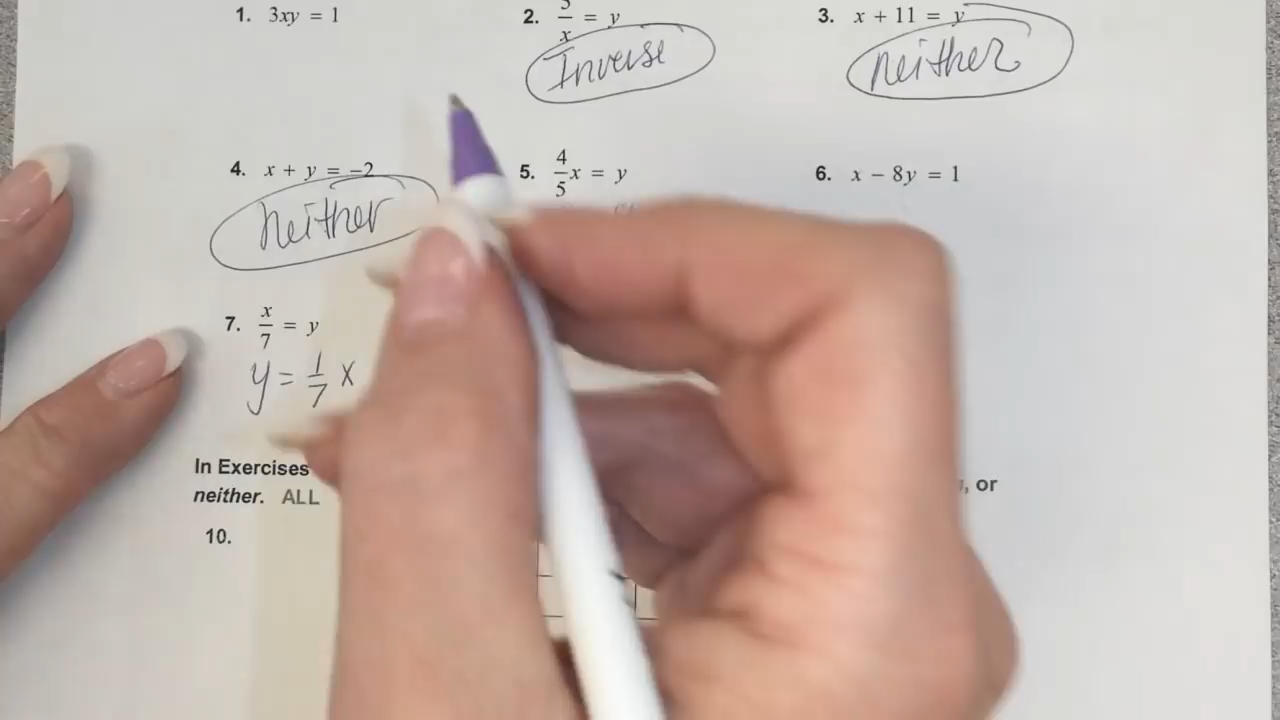 1. 3xy = 1
2. 5/x = y
3. x + 11 = y
Inverse
neither
4. x + y = -2
5. 4/5 x = y
6. x - 8y = 1
neither
7. x/7 = y
y = 1/7 x
In Exercises
neither. ALL
, or
10.